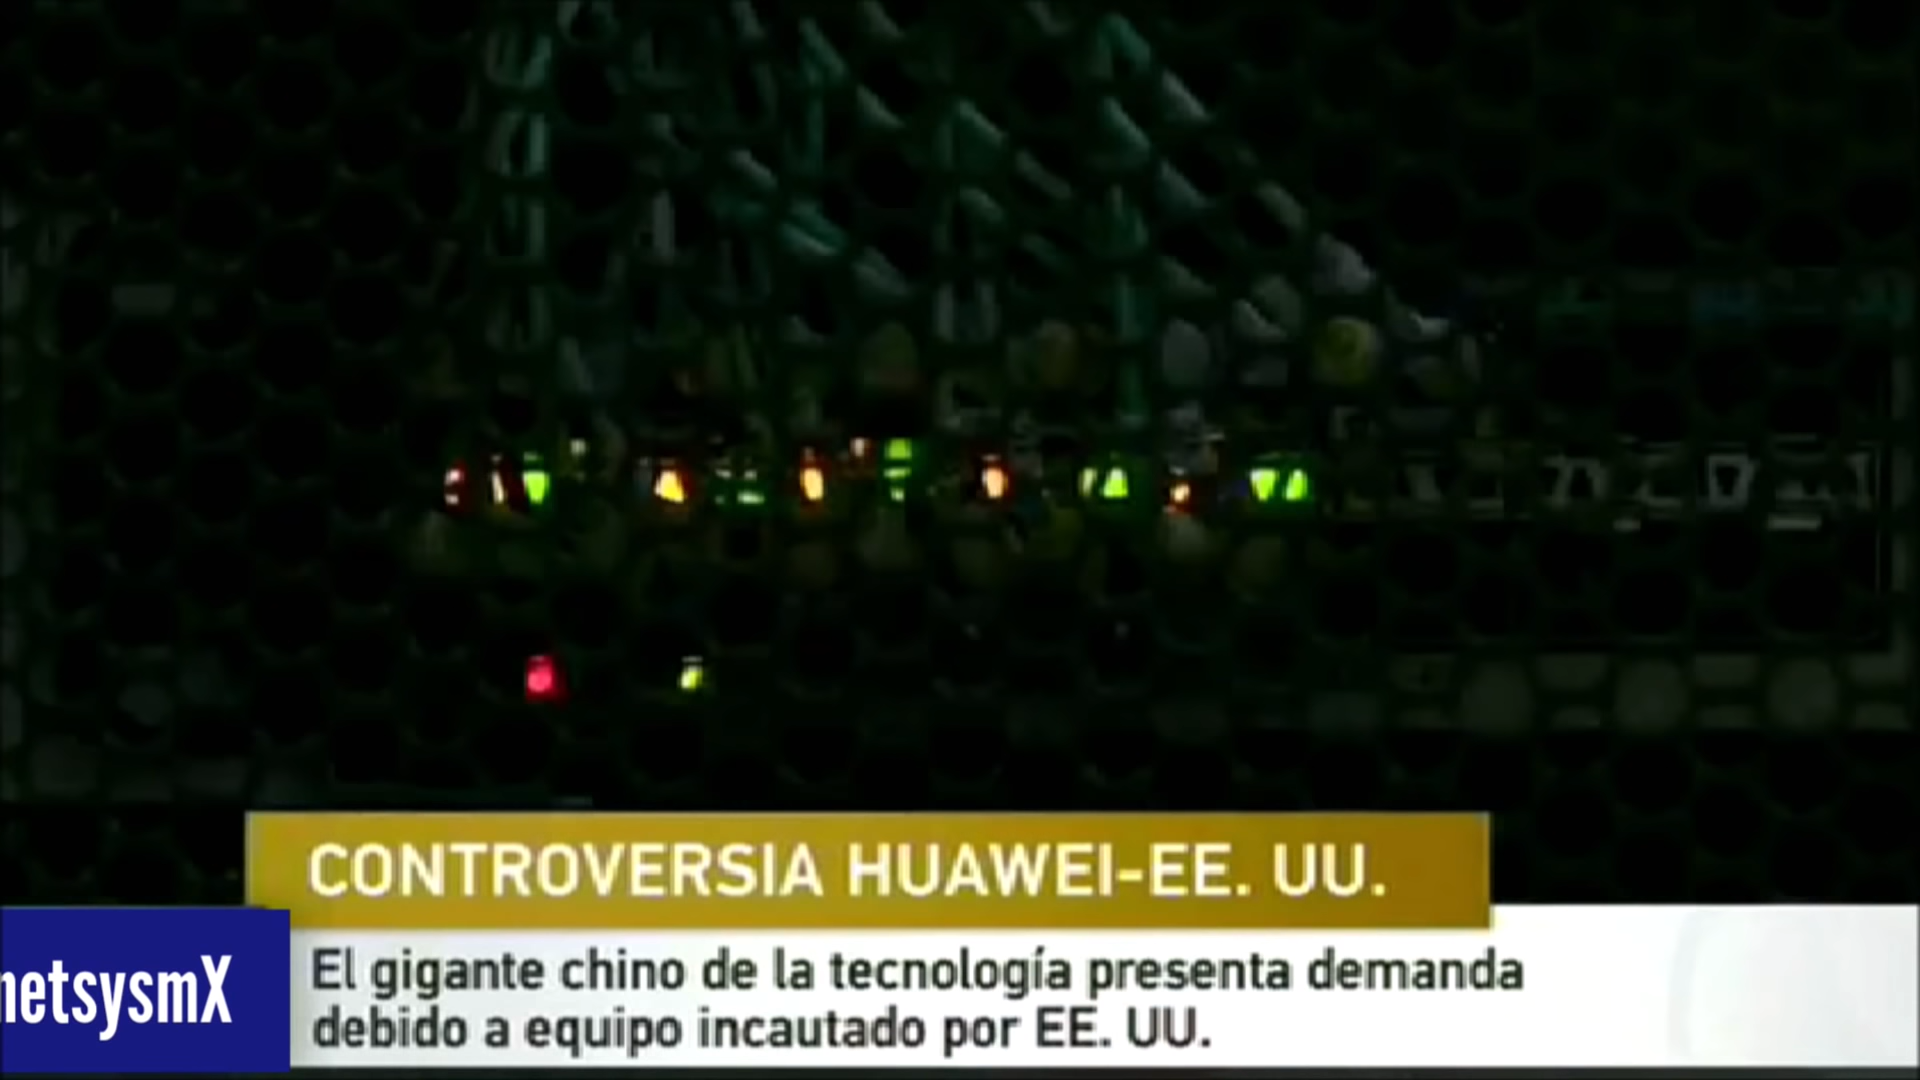 CONTROVERSIA HUAWEI-EE. UU.
netsysmX
El gigante chino de la tecnología presenta demanda
debido a equipo incautado por EE. UU.